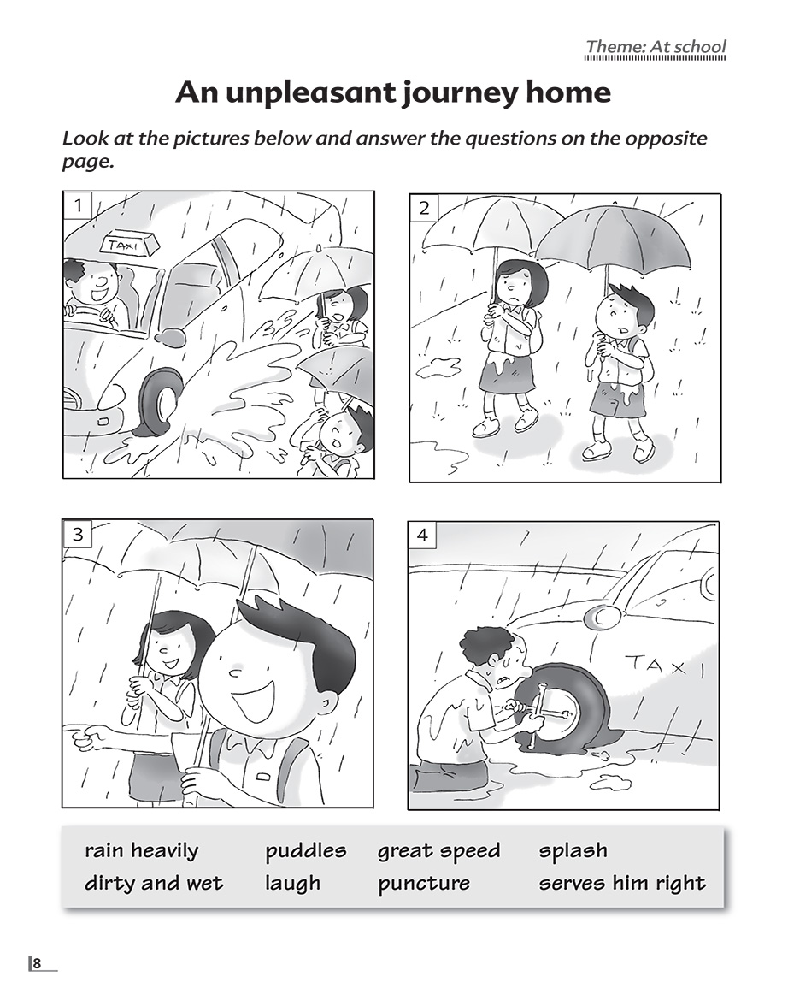 Theme: At school
An unpleasant journey home
Look at the pictures below and answer the questions on the opposite
page.
1
TAXI
2
3
4
TAXI
rain heavily puddles great speed splash
dirty and wet laugh puncture serves him right
8